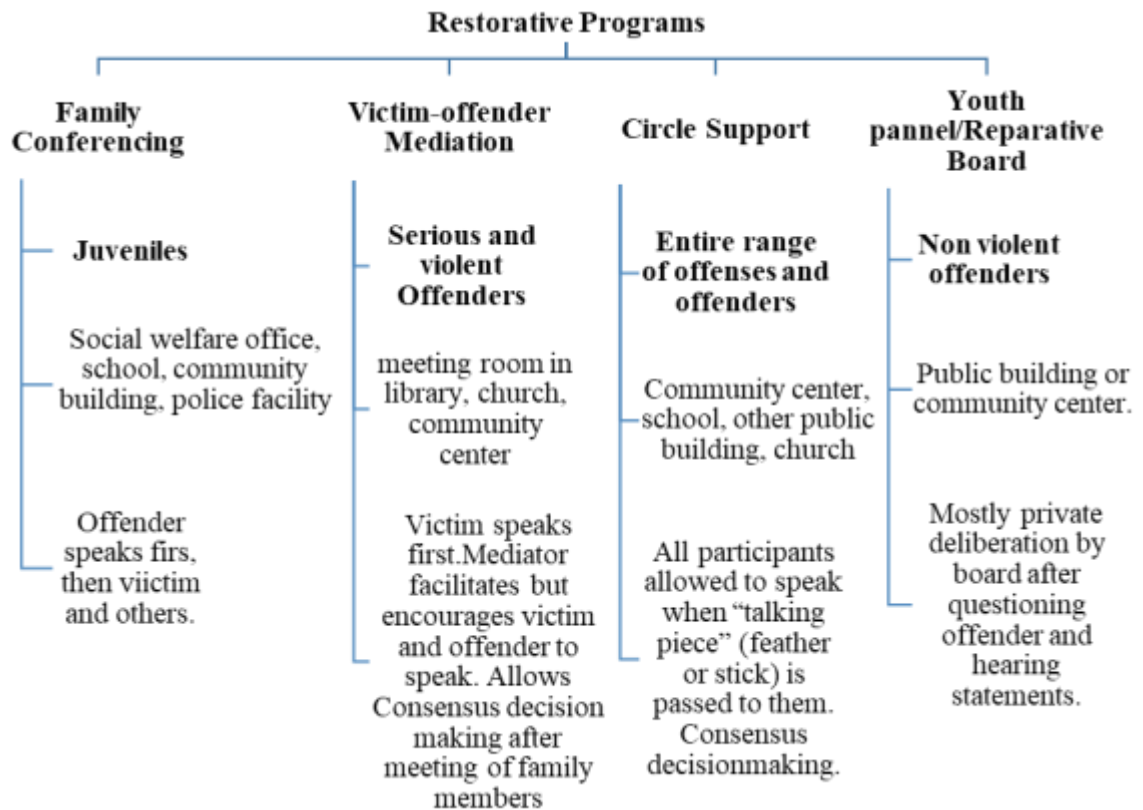 Restorative Programs
Family
Conferencing
Juveniles
Social welfare office,
school, community
building, police facility
Offender
speaks firs,
then viictim
and others.
Victim-offender
Mediation
Serious and
violent
Offenders
meeting room in
library, church,
community
center
Victim speaks
first.Mediator
facilitates but
encourages victim
and offender to
speak. Allows
Consensus decision
making after
meeting of family
members
Circle Support
Entire range
of offenses and
offenders
Community center,
school, other public
building, church
All participants
allowed to speak
when “talking
piece” (feather
or stick) is
passed to them.
Consensus
decisionmaking.
Youth
pannel/Reparative
Board
Non violent
offenders
Public building or
community center.
Mostly private
deliberation by
board after
questioning
offender and
hearing
statements.